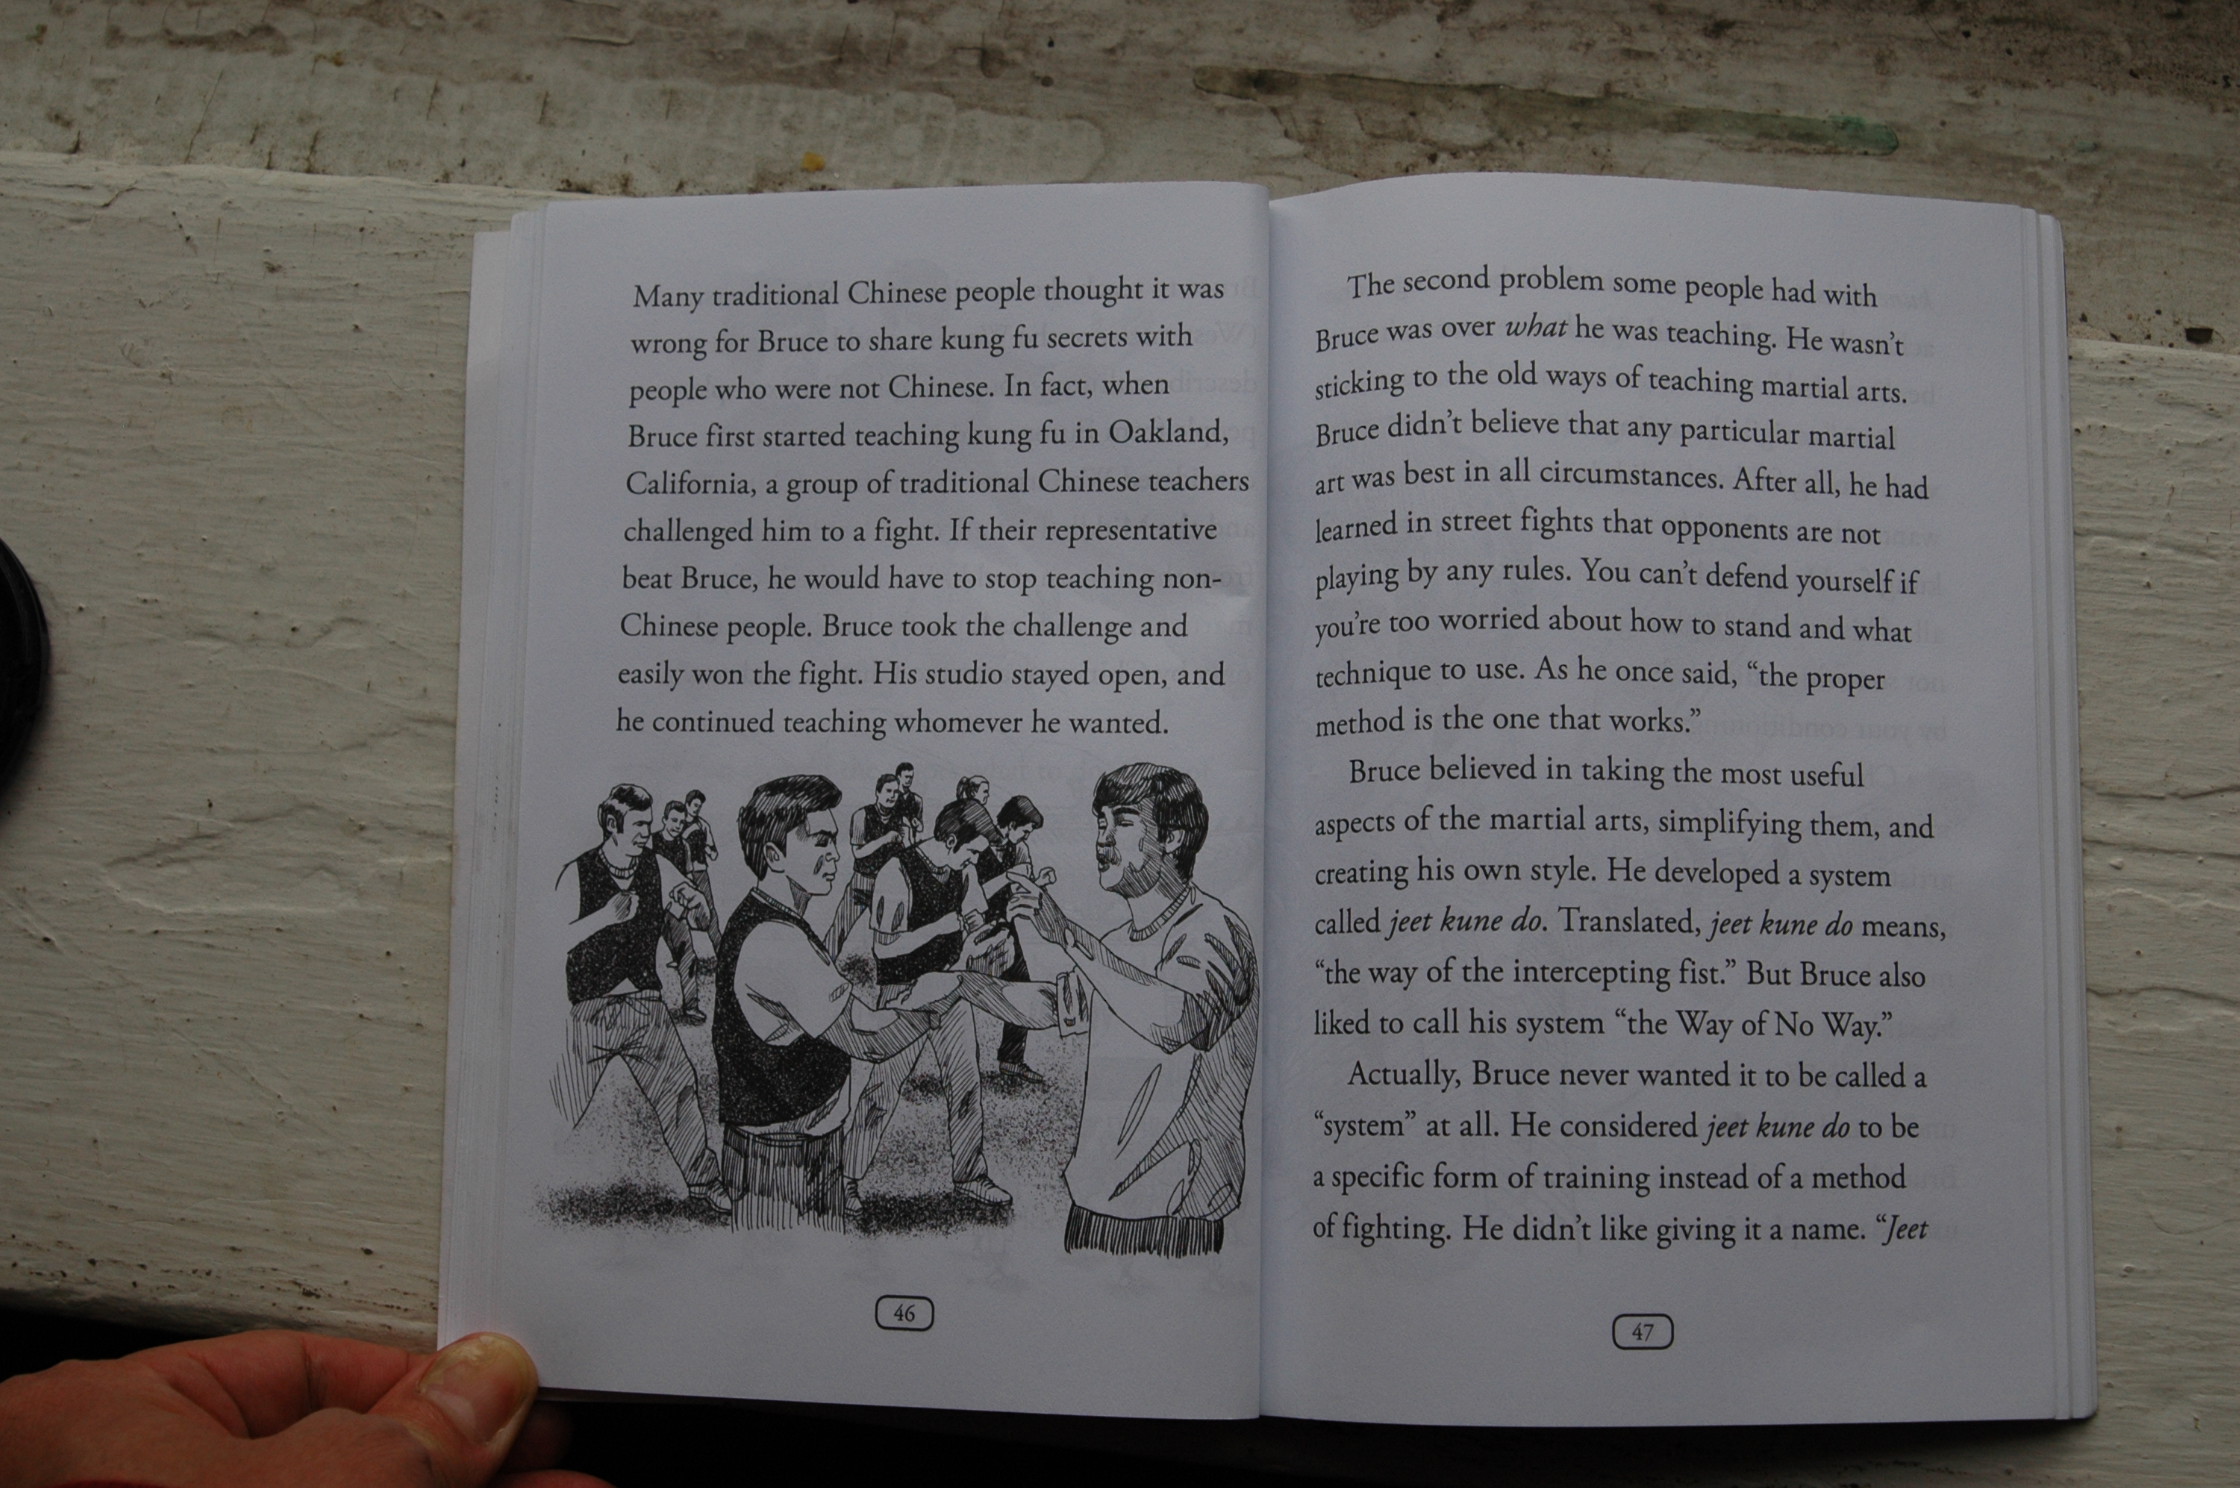 Many traditional Chinese people thought it was
wrong for Bruce to share kung fu secrets with
people who were not Chinese. In fact, when
Bruce first started teaching kung fu in Oakland,
California, a group of traditional Chinese teachers
challenged him to a fight. If their representative
beat Bruce, he would have to stop teaching non-
Chinese people. Bruce took the challenge and
easily won the fight. His studio stayed open, and
he continued teaching whomever he wanted.
46
The second problem some people had with
Bruce was over what he was teaching. He wasn't
sticking to the old ways of teaching martial arts.
Bruce didn't believe that any particular martial
art was best in all circumstances. After all, he had
learned in street fights that opponents are not
playing by any rules. You can't defend yourself if
you're too worried about how to stand and what
technique to use. As he once said, “the proper
method is the one that works.”
Bruce believed in taking the most useful
aspects of the martial arts, simplifying them, and
creating his own style. He developed a system
called jeet kune do. Translated, jeet kune do means,
“the way of the intercepting fist.” But Bruce also
liked to call his system “the Way of No Way.”
Actually, Bruce never wanted it to be called a
“system” at all. He considered jeet kune do to be
a specific form of training instead of a method
of fighting. He didn't like giving it a name. “Jeet
47